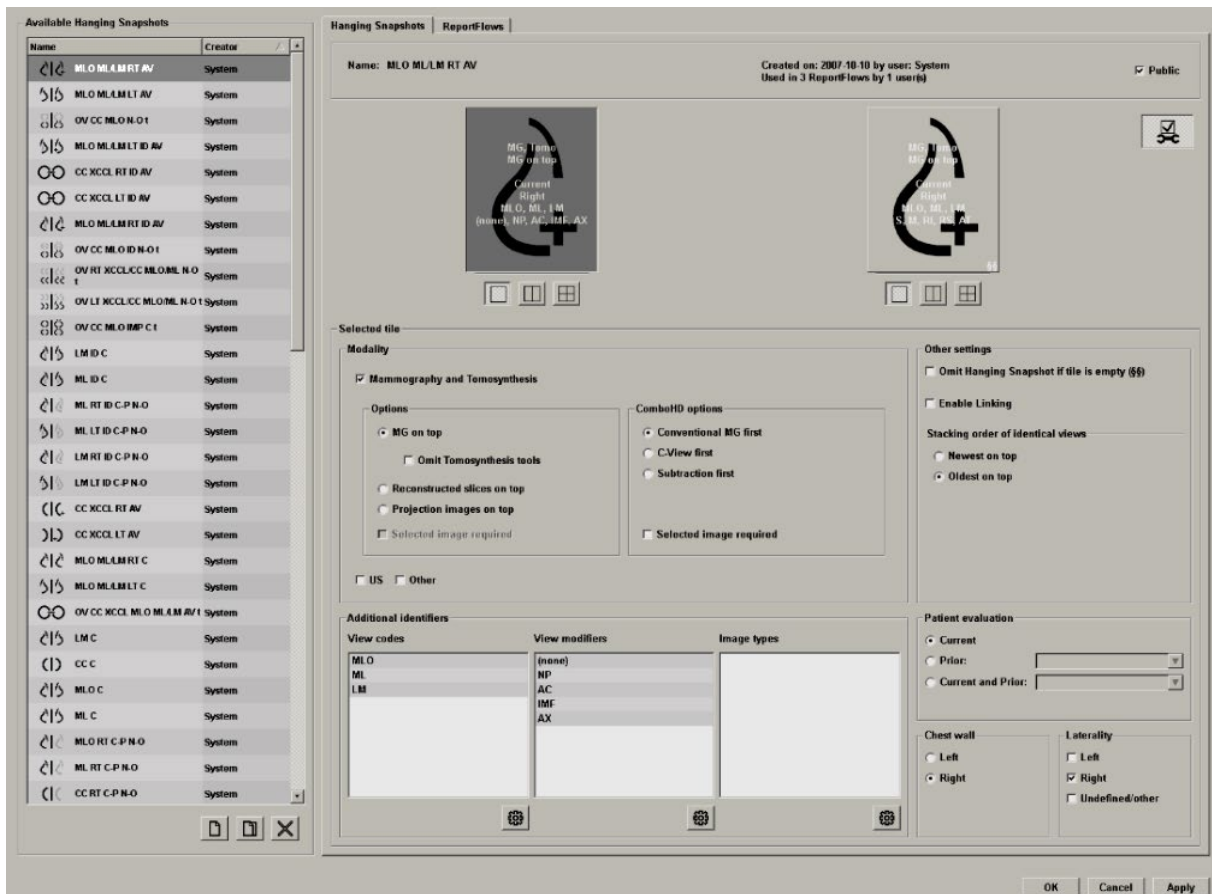 Available Hanging Snapshots
Name Creator
MLO ML/LM RT AV System
MLO ML/LM LT AV System
OV CC MLO N-O t System
MLO ML/LM LT ID AV System
CC XCCL RT ID AV System
CC XCCL LT ID AV System
MLO ML/LM RT ID AV System
OV CC MLO ID N-O t System
OV RT XCCL/CC MLO/ML N-O t System
OV LT XCCL/CC MLO/ML N-O t System
OV CC MLO IMP C t System
LM ID C System
ML ID C System
ML RT ID C-P N-O System
ML LT ID C-P N-O System
LM RT ID C-P N-O System
LM LT ID C-P N-O System
CC XCCL RT AV System
CC XCCL LT AV System
MLO ML/LM RT C System
MLO ML/LM LT C System
OV CC XCCL MLO ML/LM AV t System
LM C System
CC C System
MLO C System
ML C System
MLO RT C-P N-O System
ML RT C-P N-O System
CC RT C-P N-O System
Hanging Snapshots ReportFlows
Name: MLO ML/LM RT AV
Created on: 2007-10-10 by user: System
Used in 3 ReportFlows by 1 user(s)
Public
MG, Tomo
MG on top
Current
Right
MLO, ML, LM
(none), NP, AC, IMF, AX
MG, Tomo
MG on top
Current
Right
MLO, ML, LM
S, M, RL, RS, AT
§§
Selected tile
Modality
Mammography and Tomosynthesis
Options
MG on top
Omit Tomosynthesis tools
Reconstructed slices on top
Projection images on top
Selected image required
ComboHD options
Conventional MG first
C-View first
Subtraction first
Selected image required
US Other
Other settings
Omit Hanging Snapshot if tile is empty (§§)
Enable Linking
Stacking order of identical views
Newest on top
Oldest on top
Additional identifiers
View codes
MLO
ML
LM
View modifiers
(none)
NP
AC
IMF
AX
Image types
Patient evaluation
Current
Prior:
Current and Prior:
Chest wall
Left
Right
Laterality
Left
Right
Undefined/other
OK Cancel Apply